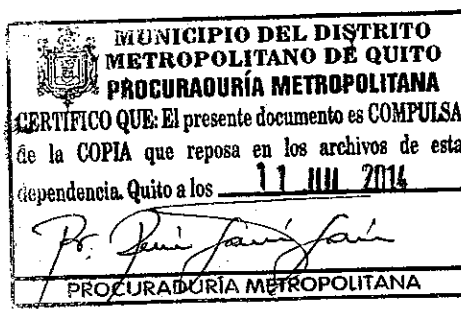 MUNICIPIO DEL DISTRITO
METROPOLITANO DE QUITO
PROCURADURÍA METROPOLITANA
CERTIFICO QUE: El presente documento es COMPULSA
de la COPIA que reposa en los archivos de esta
dependencia. Quito a los 11 2014
PROCURADURÍA METROPOLITANA